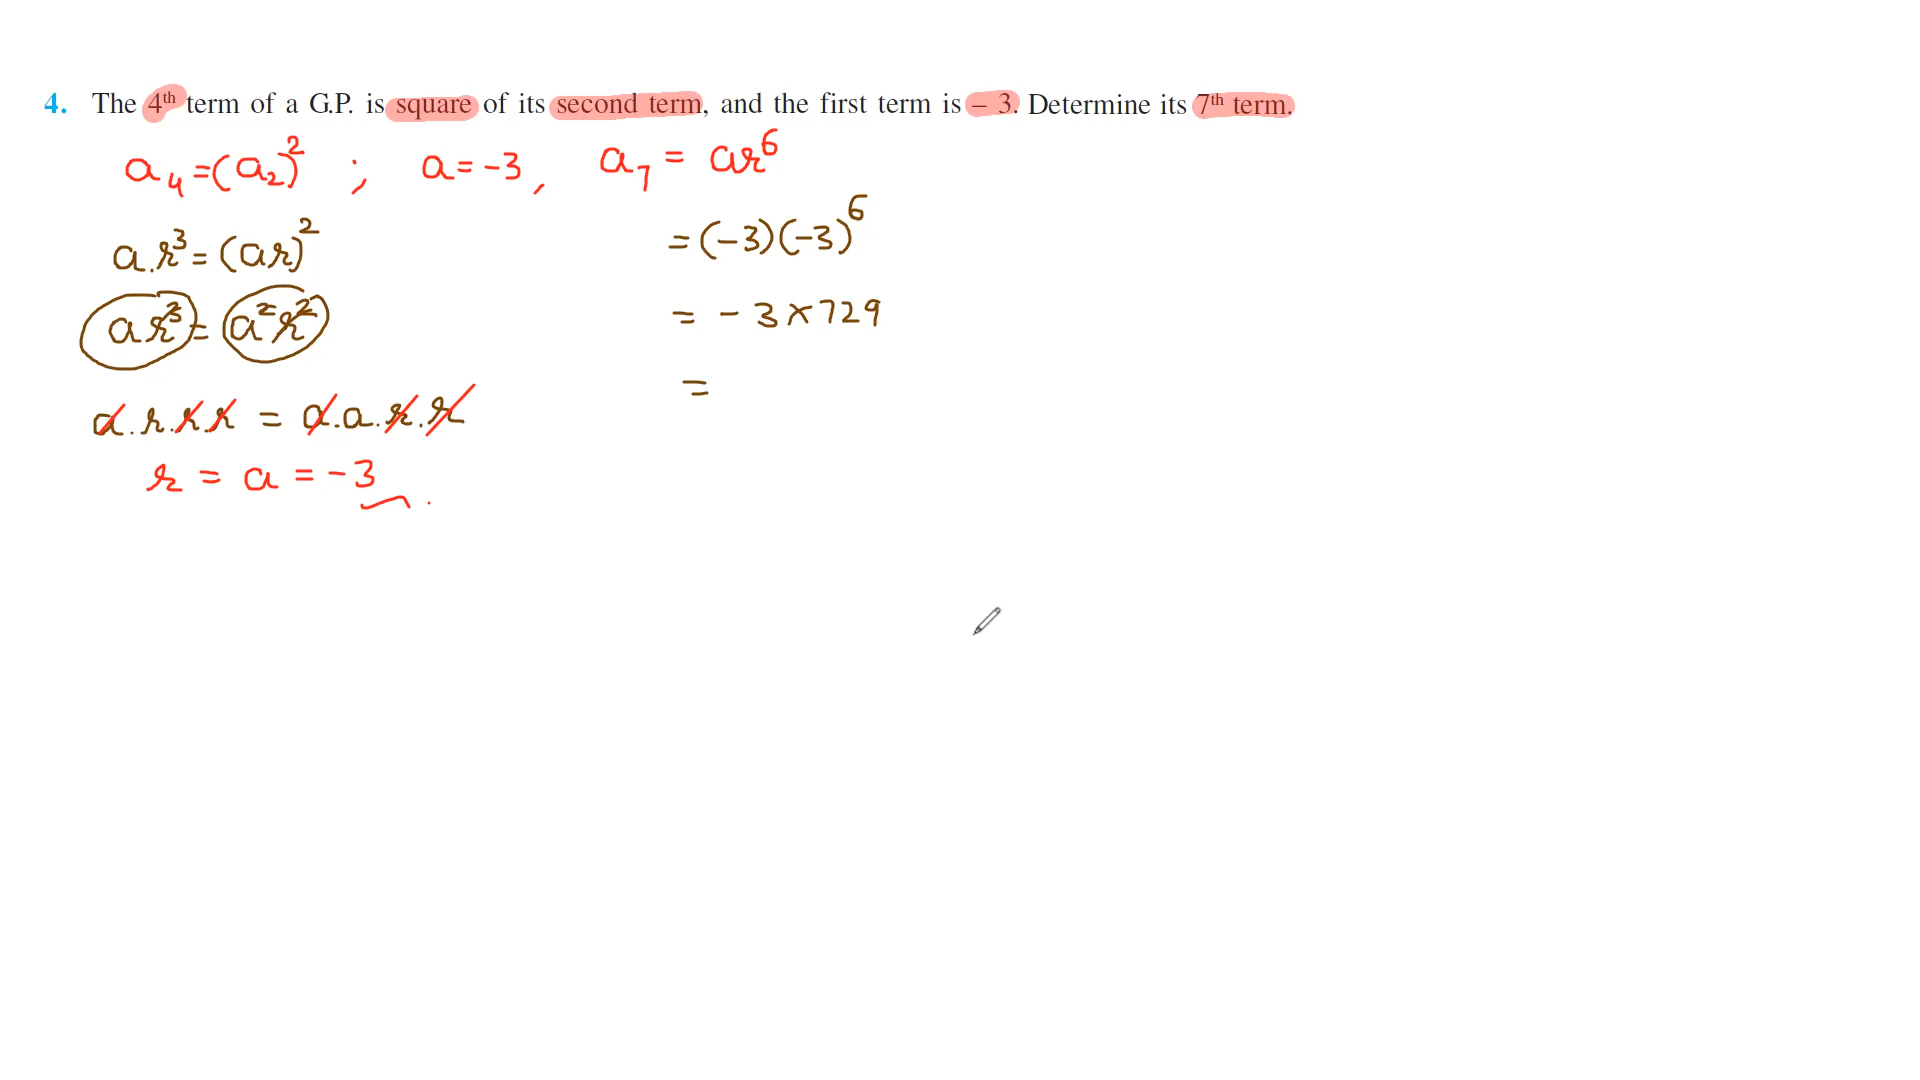 4. The 4th term of a G.P. is square of its second term, and the first term is – 3. Determine its 7th term.
a₄ = (a₂)² ; a = -3, a₇ = ar⁶
a.r³ = (ar)²
ar³ = a²r²
a.r.r.r = a.a.r.r
r = a = -3
= (-3)(-3)⁶
= - 3 × 729
=